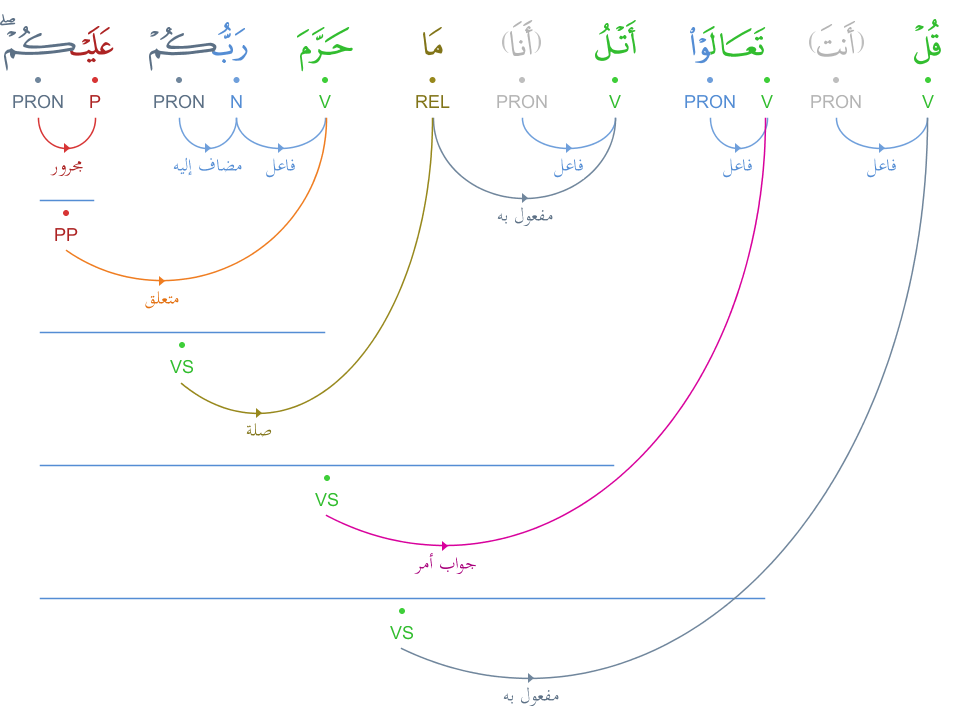 قُلْ (أَنتَ) تَعَالَوْا۟ أَتْلُ (أَنَا) مَا حَرَّمَ رَبُّكُمْ عَلَيْكُمْ ۖ
V PRON V PRON V PRON REL V N PRON P PRON
فاعل فاعل فاعل فاعل مضاف إليه مجرور
مفعول به
PP
متعلق
VS
صلة
VS
جواب أمر
VS
مفعول به